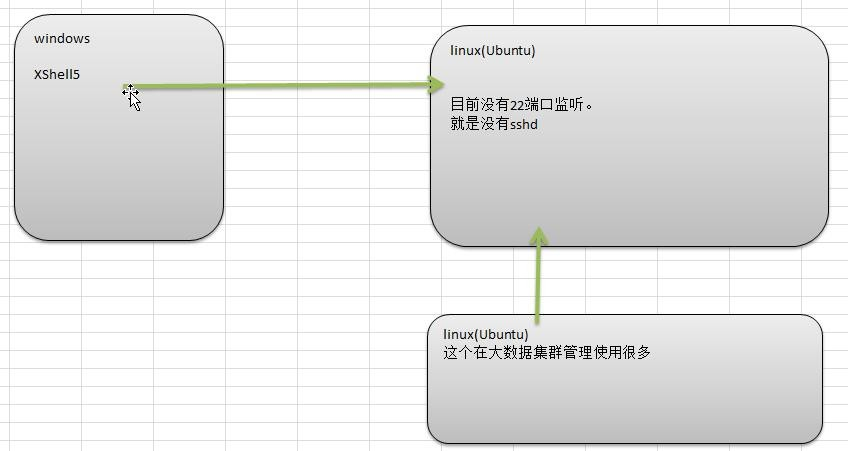 windows
XShell5
linux(Ubuntu)
目前没有22端口监听。
就是没有sshd
linux(Ubuntu)
这个在大数据集群管理使用很多